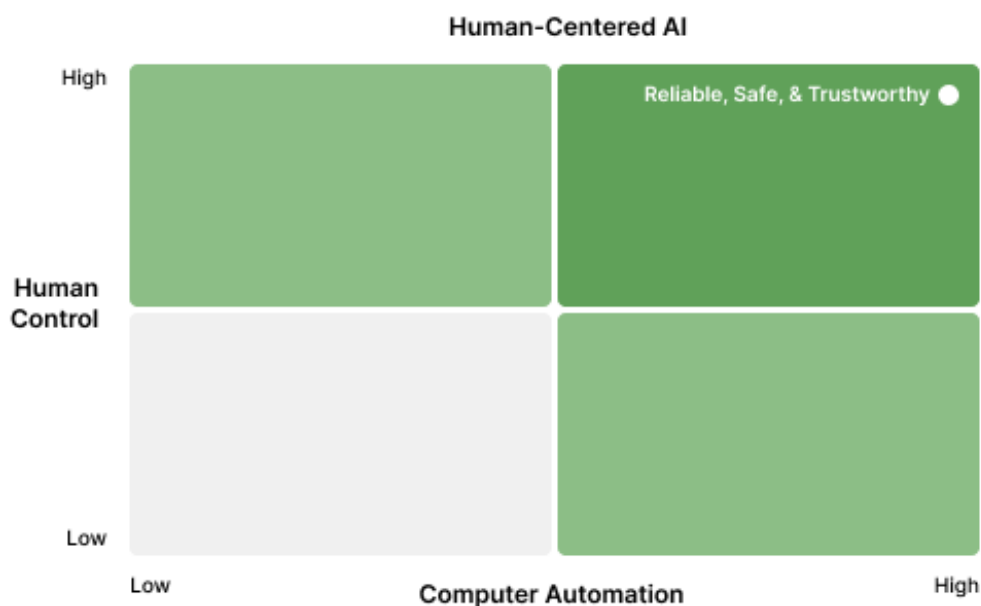 Human-Centered AI
High
Reliable, Safe, & Trustworthy
Human
Control
Low
Low
Computer Automation
High